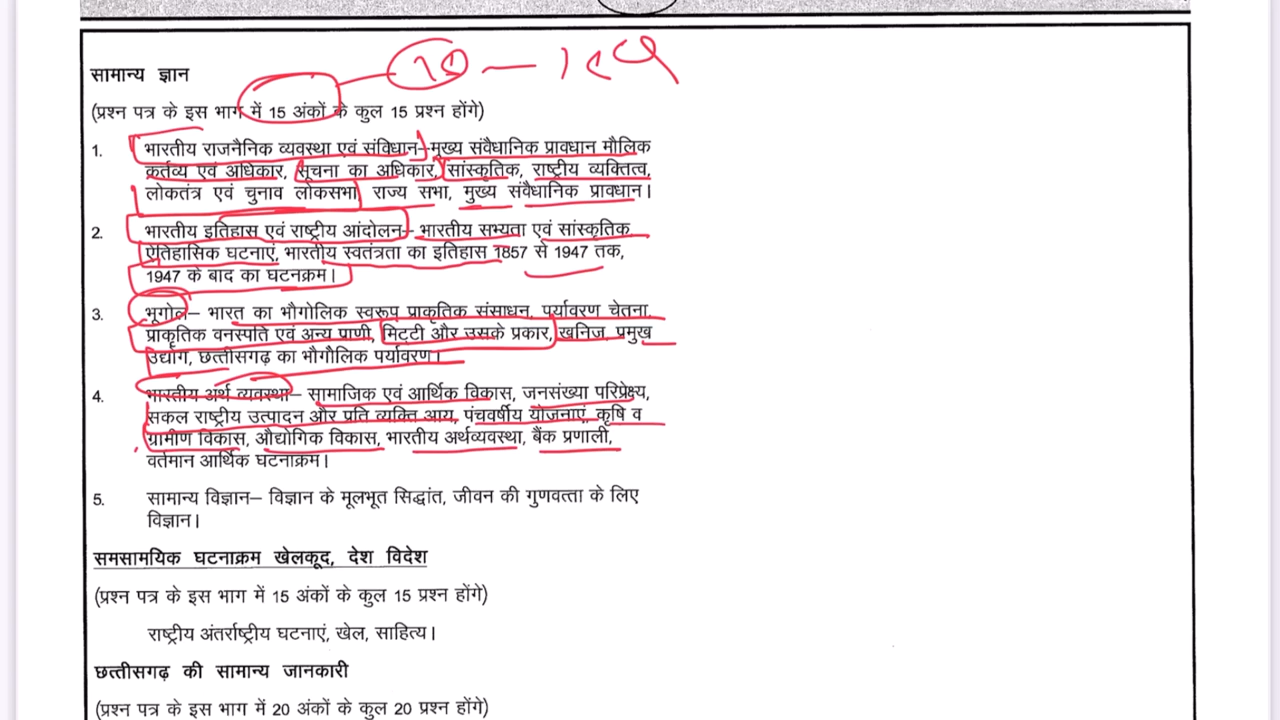 सामान्य ज्ञान
(प्रश्न पत्र के इस भाग में 15 अंकों के कुल 15 प्रश्न होंगे)
1. भारतीय राजनैनिक व्यवस्था एवं संविधान– मुख्य संवैधानिक प्रावधान मौलिक
कर्तव्य एवं अधिकार, सूचना का अधिकार, सांस्कृतिक, राष्ट्रीय व्यक्तित्व,
लोकतंत्र एवं चुनाव लोकसभा, राज्य सभा, मुख्य संवैधानिक प्रावधान।
2. भारतीय इतिहास एवं राष्ट्रीय आंदोलन– भारतीय सभ्यता एवं सांस्कृतिक,
ऐतिहासिक घटनाएं, भारतीय स्वतंत्रता का इतिहास 1857 से 1947 तक,
1947 के बाद का घटनक्रम।
3. भूगोल– भारत का भौगोलिक स्वरूप प्राकृतिक संसाधन, पर्यावरण चेतना,
प्राकृतिक वनस्पति एवं अन्य प्राणी, मिट्टी और उसके प्रकार, खनिज, प्रमुख
उद्योग, छत्तीसगढ़ का भौगौलिक पर्यावरण।
4. भारतीय अर्थ व्यवस्था– सामाजिक एवं आर्थिक विकास, जनसंख्या परिप्रेक्ष्य,
सकल राष्ट्रीय उत्पादन और प्रति व्यक्ति आय, पंचवर्षीय योजनाएं, कृषि व
ग्रामीण विकास, औद्योगिक विकास, भारतीय अर्थव्यवस्था, बैंक प्रणाली,
वर्तमान आर्थिक घटनाक्रम।
5. सामान्य विज्ञान– विज्ञान के मूलभूत सिद्धांत, जीवन की गुणवत्ता के लिए
विज्ञान।
समसामयिक घटनाक्रम खेलकूद, देश विदेश
(प्रश्न पत्र के इस भाग में 15 अंकों के कुल 15 प्रश्न होंगे)
राष्ट्रीय अंतर्राष्ट्रीय घटनाएं, खेल, साहित्य।
छत्तीसगढ़ की सामान्य जानकारी
(प्रश्न पत्र के इस भाग में 20 अंकों के कुल 20 प्रश्न होंगे)